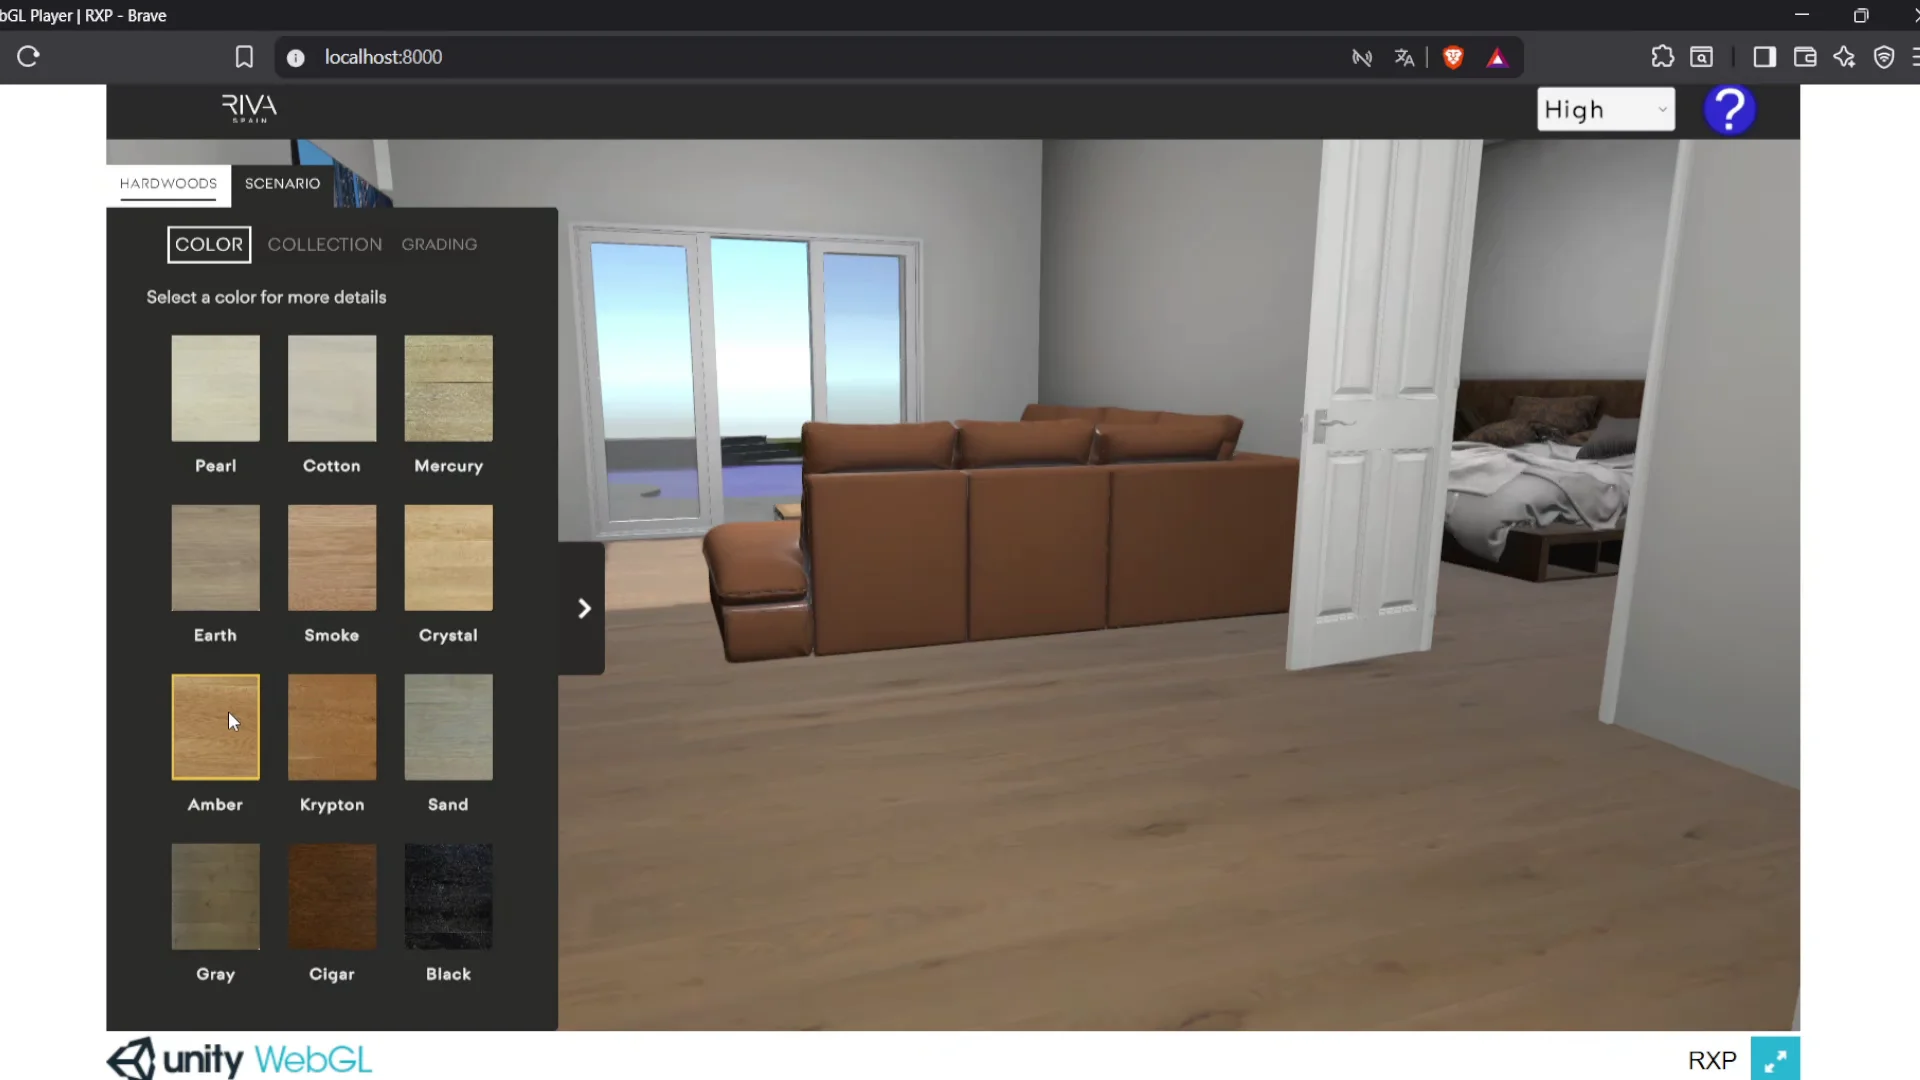 bGL Player | RXP - Brave
localhost:8000
RIVA
SPAIN
High
?
HARDWOODS
SCENARIO
COLOR
COLLECTION
GRADING
Select a color for more details
Pearl
Cotton
Mercury
Earth
Smoke
Crystal
Amber
Krypton
Sand
Gray
Cigar
Black
unity WebGL
RXP